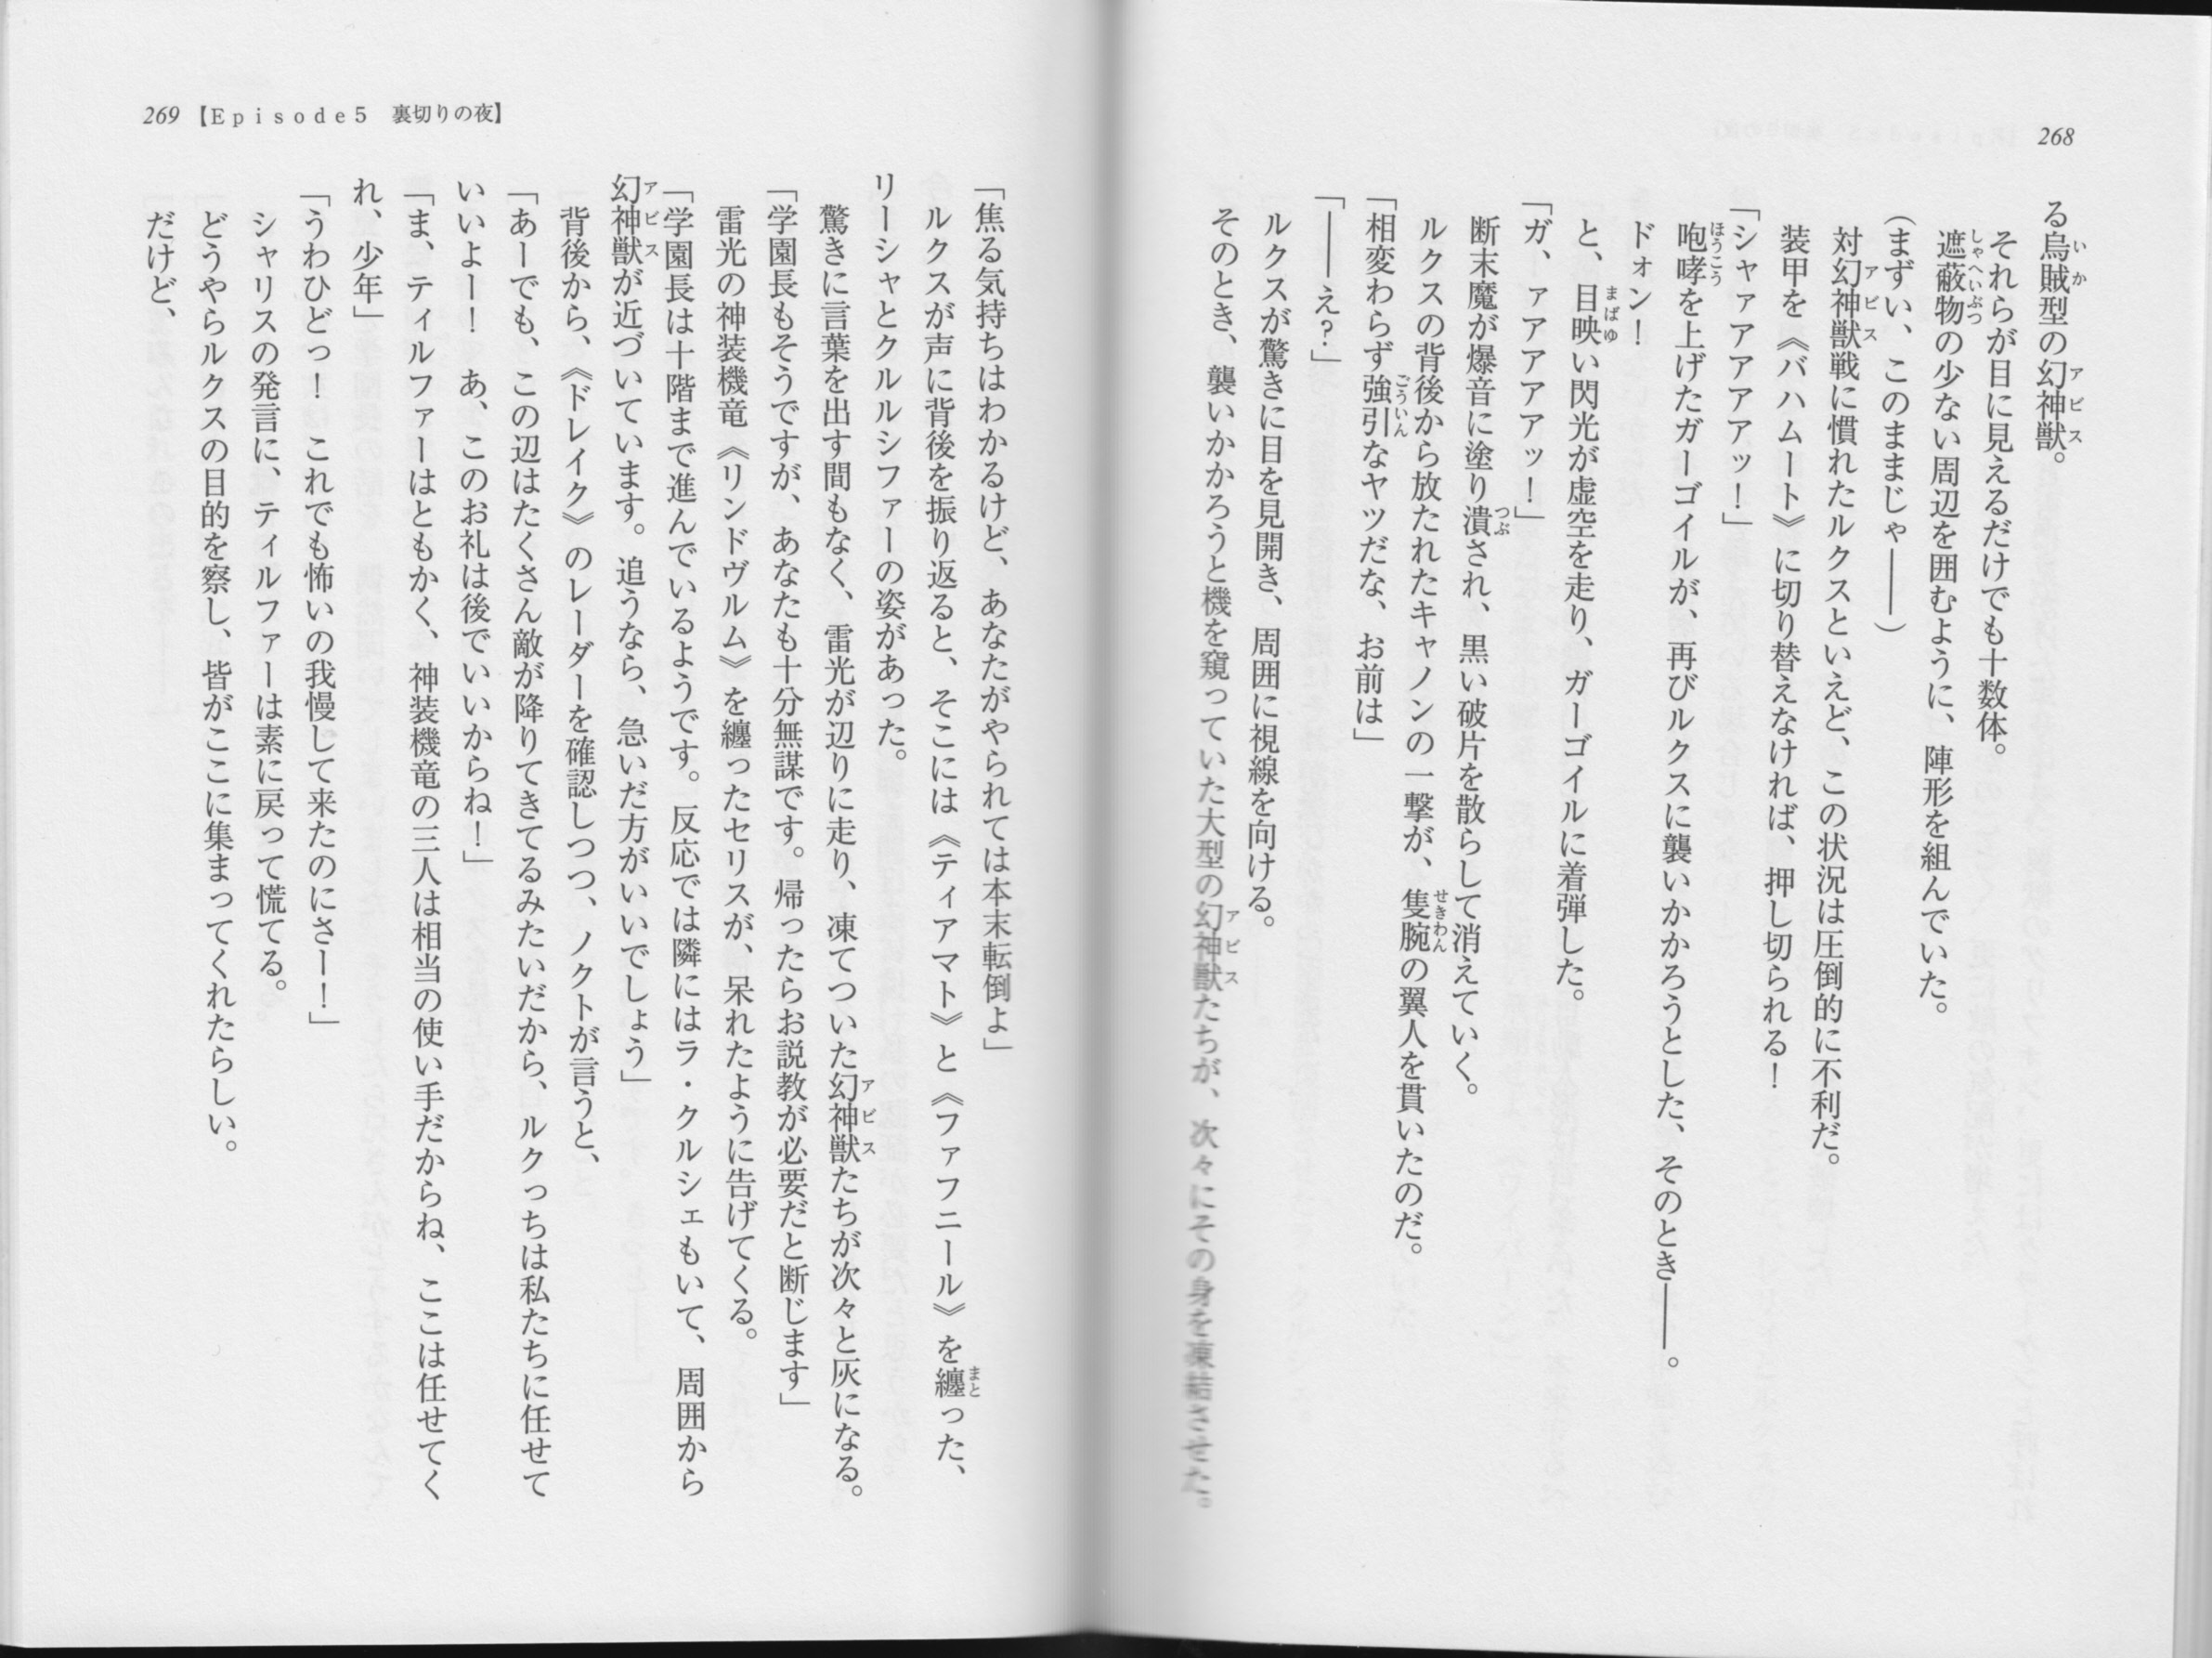 268
る烏賊型の幻神獣。
それらが目に見えるだけでも十数体。
遮蔽物の少ない周辺を囲むように、陣形を組んでいた。
(まずい、このままじゃ――)
対幻神獣戦に慣れたルクスといえど、この状況は圧倒的に不利だ。
装甲を《バハムート》に切り替えなければ、押し切られる！
「シャァアアアアッ！」
咆哮を上げたガーゴイルが、再びルクスに襲いかかろうとした、そのとき――。
ドォン！
と、目映い閃光が虚空を走り、ガーゴイルに着弾した。
「ガ、ァアアアアッ！」
断末魔が爆音に塗り潰され、黒い破片を散らして消えていく。
ルクスの背後から放たれたキャノンの一撃が、隻腕の翼人を貫いたのだ。
「相変わらず強引なヤツだな、お前は」
「――え？」
ルクスが驚きに目を見開き、周囲に視線を向ける。
そのとき、襲いかかろうと機を窺っていた大型の幻神獣たちが、次々にその身を凍結させた。
269【Episode5　裏切りの夜】
「焦る気持ちはわかるけど、あなたがやられては本末転倒よ」
ルクスが声に背後を振り返ると、そこには《ティアマト》と《ファフニール》を纏った、
リーシャとクルルシファーの姿があった。
驚きに言葉を出す間もなく、雷光が辺りに走り、凍てついた幻神獣たちが次々と灰になる。
「学園長もそうですが、あなたも十分無謀です。帰ったらお説教が必要だと断じます」
雷光の神装機竜《リンドヴルム》を纏ったセリスが、呆れたように告げてくる。
「学園長は十階まで進んでいるようです。反応では隣にはラ・クルシェもいて、周囲から
幻神獣が近づいています。追うなら、急いだ方がいいでしょう」
背後から、《ドレイク》のレーダーを確認しつつ、ノクトが言うと、
「あーでも、この辺はたくさん敵が降りてきてるみたいだから、ルクっちは私たちに任せて
いいよー！　あ、このお礼は後でいいからね！」
「ま、ティルファーはともかく、神装機竜の三人は相当の使い手だからね、ここは任せてく
れ、少年」
「うわひどっ！　これでも怖いの我慢して来たのにさー！」
シャリスの発言に、ティルファーは素に戻って慌てる。
どうやらルクスの目的を察し、皆がここに集まってくれたらしい。
だけど、